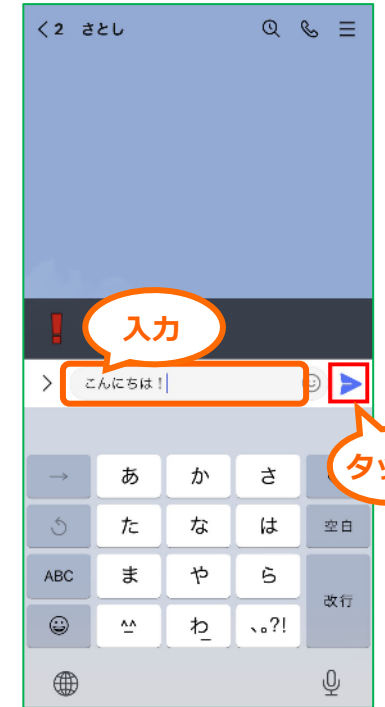 2 さとし
入力
こんにちは！
タッ
→ あ か さ
た な は 空白
ABC ま や ら
改行
^^ わ_ 、。?!